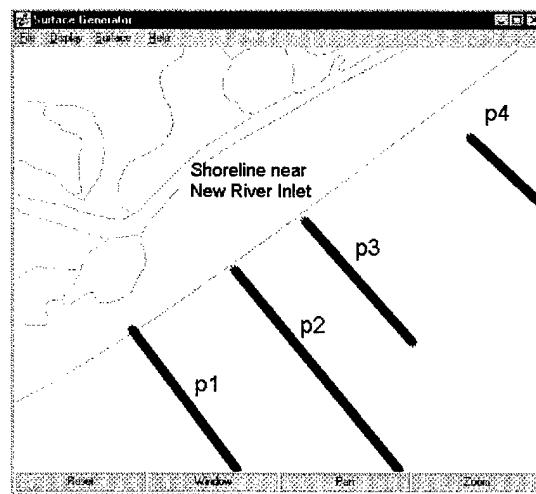 Surface Generator
File Display Surface Help
p4
Shoreline near
New River Inlet
p3
p2
p1
Reset Window Pan Zoom